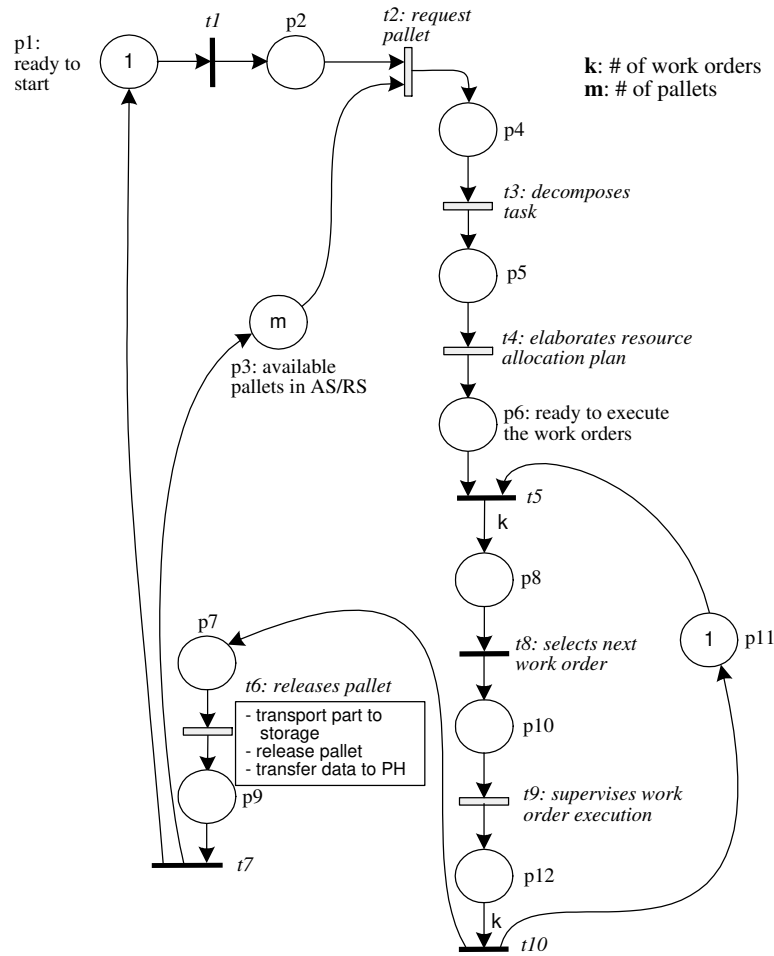 p1:
ready to
start
1
t1
p2
t2: request
pallet
k: # of work orders
m: # of pallets
p4
t3: decomposes
task
p5
m
p3: available
pallets in AS/RS
t4: elaborates resource
allocation plan
p6: ready to execute
the work orders
t5
k
p8
p7
t8: selects next
work order
1
p11
t6: releases pallet
- transport part to
storage
- release pallet
- transfer data to PH
p10
p9
t9: supervises work
order execution
t7
p12
k
t10